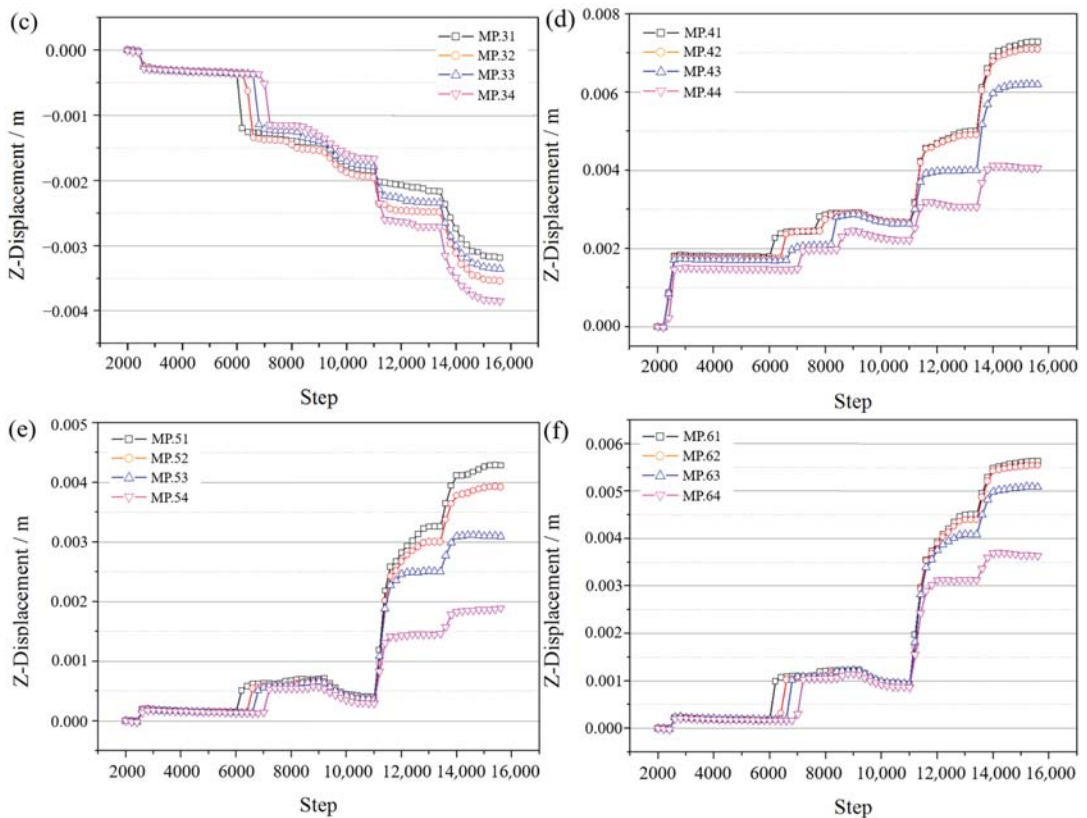 (c)
0.000
−0.001
−0.002
−0.003
−0.004
Z-Displacement / m
MP.31
MP.32
MP.33
MP.34
2000 4000 6000 8000 10,000 12,000 14,000 16,000
Step
(d)
0.008
0.006
0.004
0.002
0.000
Z-Displacement / m
MP.41
MP.42
MP.43
MP.44
2000 4000 6000 8000 10,000 12,000 14,000 16,000
Step
(e)
0.005
0.004
0.003
0.002
0.001
0.000
Z-Displacement / m
MP.51
MP.52
MP.53
MP.54
2000 4000 6000 8000 10,000 12,000 14,000 16,000
Step
(f)
0.006
0.005
0.004
0.003
0.002
0.001
0.000
Z-Displacement / m
MP.61
MP.62
MP.63
MP.64
2000 4000 6000 8000 10,000 12,000 14,000 16,000
Step